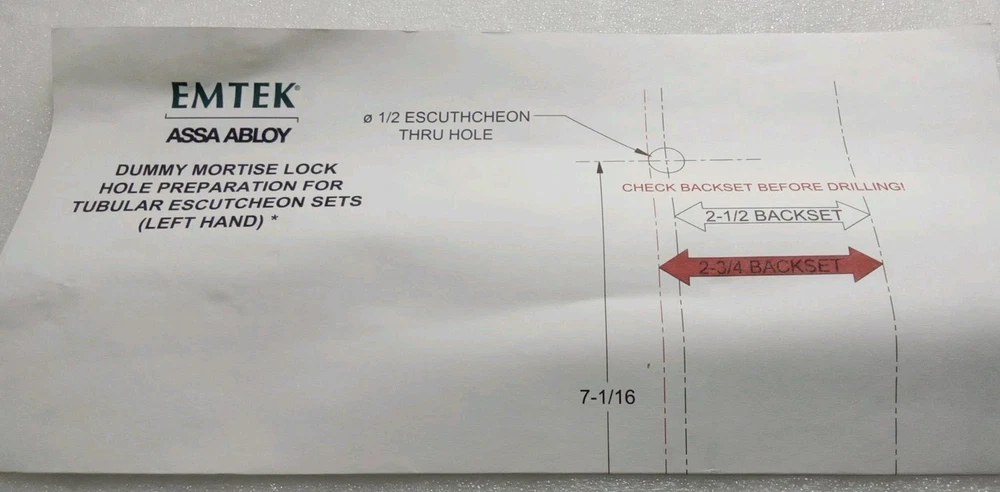 EMTEK®
ASSA ABLOY
DUMMY MORTISE LOCK
HOLE PREPARATION FOR
TUBULAR ESCUTCHEON SETS
(LEFT HAND) *
ø 1/2 ESCUTHCHEON
THRU HOLE
CHECK BACKSET BEFORE DRILLING!
2-1/2 BACKSET
2-3/4 BACKSET
7-1/16